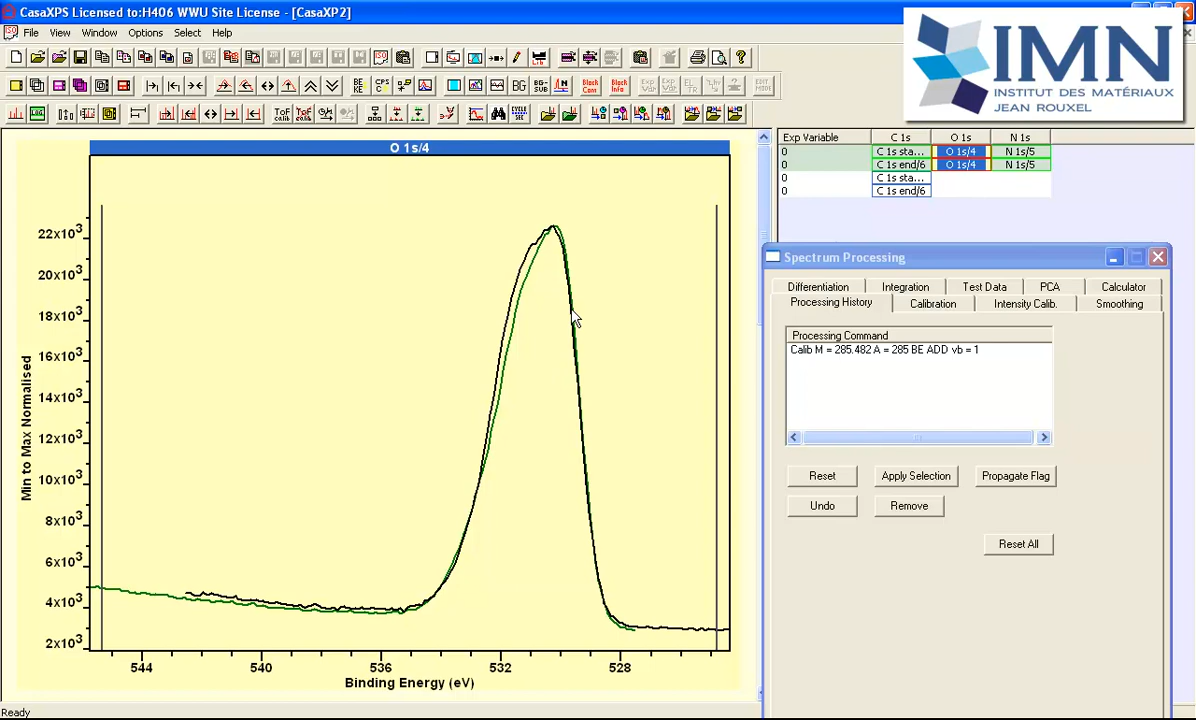 CasaXPS Licensed to:H406 WWU Site License - [CasaXP2]
File View Window Options Select Help
IMN
INSTITUT DES MATÉRIAUX
JEAN ROUXEL
O 1s/4
Min to Max Normalised
22x10³
20x10³
18x10³
16x10³
14x10³
12x10³
10x10³
8x10³
6x10³
4x10³
2x10³
544 540 536 532 528
Binding Energy (eV)
Exp Variable C 1s O 1s N 1s
0 C 1s sta... O 1s/4 N 1s/5
0 C 1s end/6 O 1s/4 N 1s/5
0 C 1s sta...
0 C 1s end/6
Spectrum Processing
Differentiation Integration Test Data PCA Calculator
Processing History Calibration Intensity Calib. Smoothing
Processing Command
Calib M = 285.482 A = 285 BE ADD vb = 1
Reset Apply Selection Propagate Flag
Undo Remove
Reset All
Ready